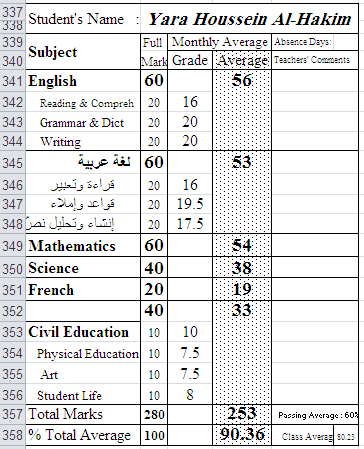 337
338 Student's Name : Yara Houssein Al-Hakim
339 Subject Full Monthly Average Absence Days:
340 Mark Grade Average Teachers' Comments
341 English 60 56
342 Reading & Compreh 20 16
343 Grammar & Dict 20 20
344 Writing 20 20
345 لغة عربية 60 53
346 قراءة وتعبير 20 16
347 قواعد وإملاء 20 19.5
348 إنشاء وتحليل نص 20 17.5
349 Mathematics 60 54
350 Science 40 38
351 French 20 19
352 40 33
353 Civil Education 10 10
354 Physical Education 10 7.5
355 Art 10 7.5
356 Student Life 10 8
357 Total Marks 280 253 Passing Average : 60%
358 % Total Average 100 90.36 Class Averag 80.23